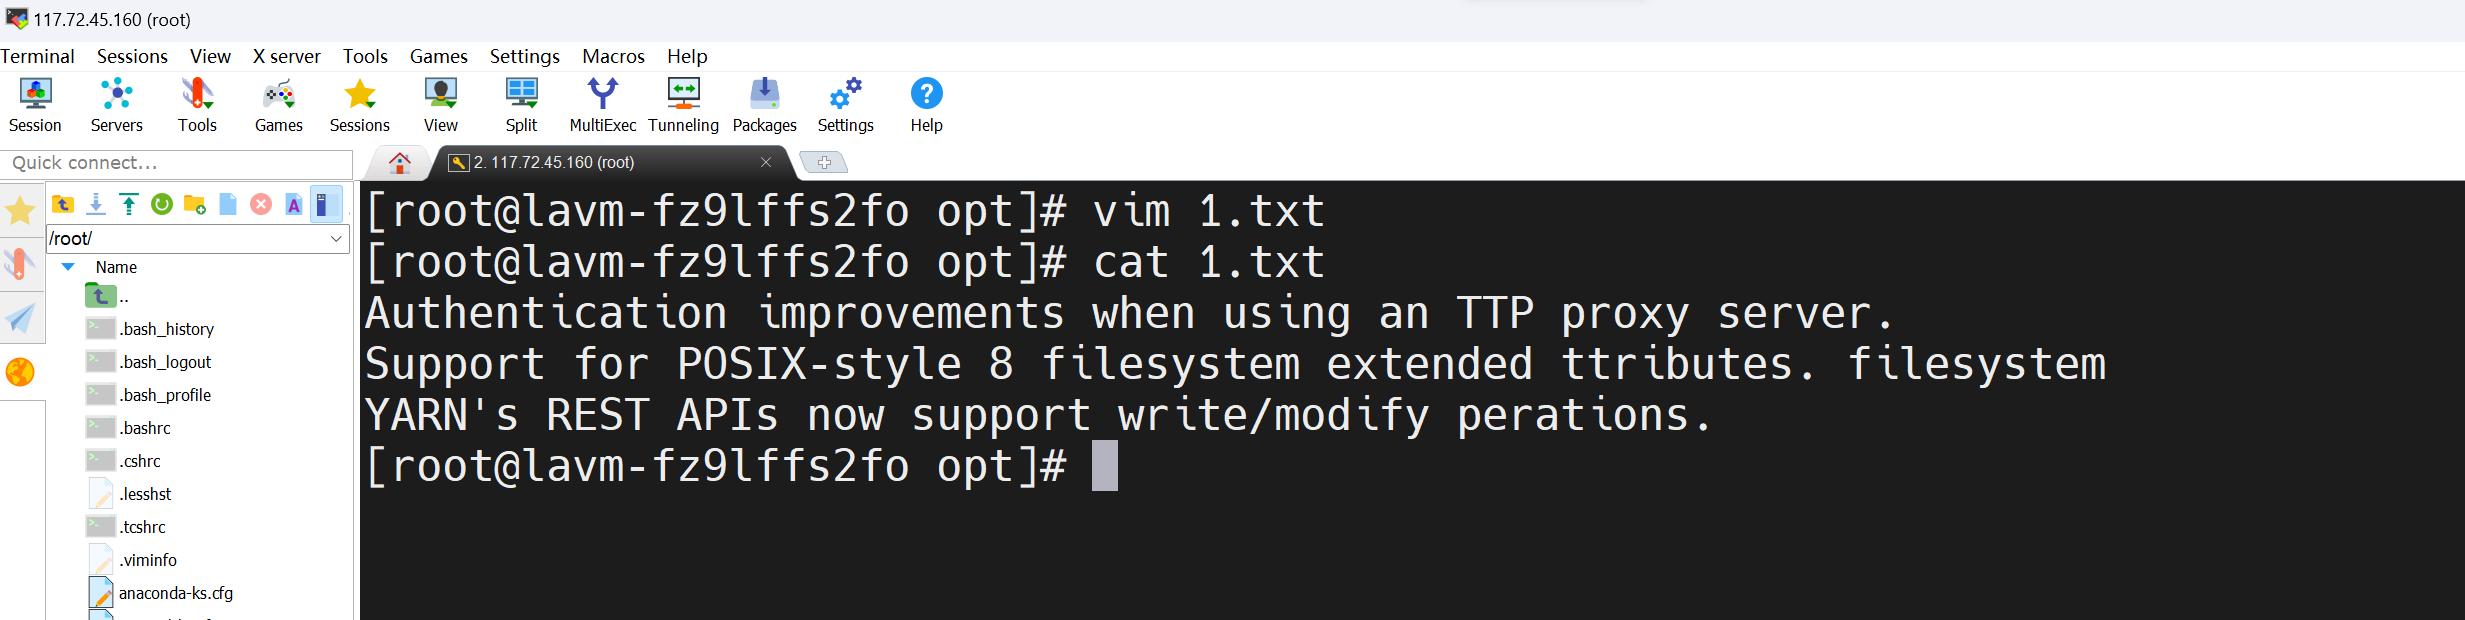 117.72.45.160 (root)
Terminal Sessions View X server Tools Games Settings Macros Help
Session Servers Tools Games Sessions View Split MultiExec Tunneling Packages Settings Help
Quick connect...
2. 117.72.45.160 (root)
/root/
Name
..
.bash_history
.bash_logout
.bash_profile
.bashrc
.cshrc
.lesshst
.tcshrc
.viminfo
anaconda-ks.cfg
[root@lavm-fz9lffs2fo opt]# vim 1.txt
[root@lavm-fz9lffs2fo opt]# cat 1.txt
Authentication improvements when using an TTP proxy server.
Support for POSIX-style 8 filesystem extended ttributes. filesystem
YARN's REST APIs now support write/modify perations.
[root@lavm-fz9lffs2fo opt]#